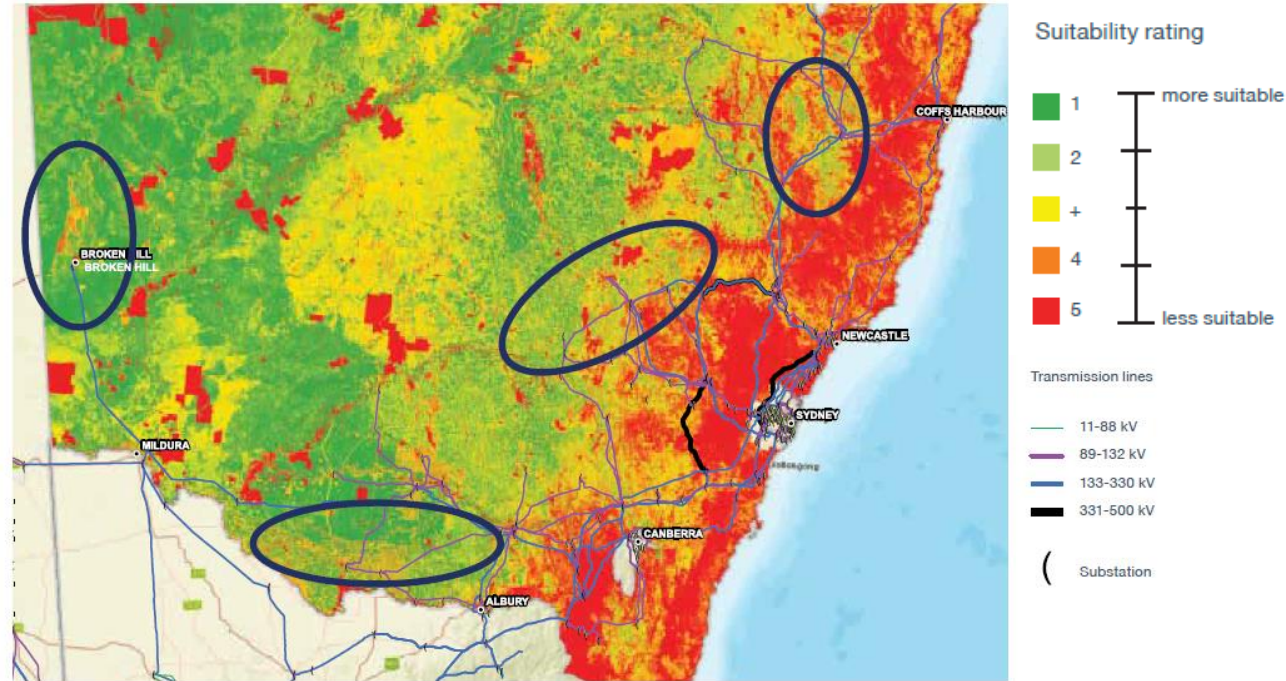 COFFS HARBOUR
BROKEN HILL
BROKEN HILL
NEWCASTLE
SYDNEY
MILDURA
CANBERRA
ALBURY
Suitability rating
1
more suitable
2
+
4
5
less suitable
Transmission lines
11-88 kV
89-132 kV
133-330 kV
331-500 kV
( Substation